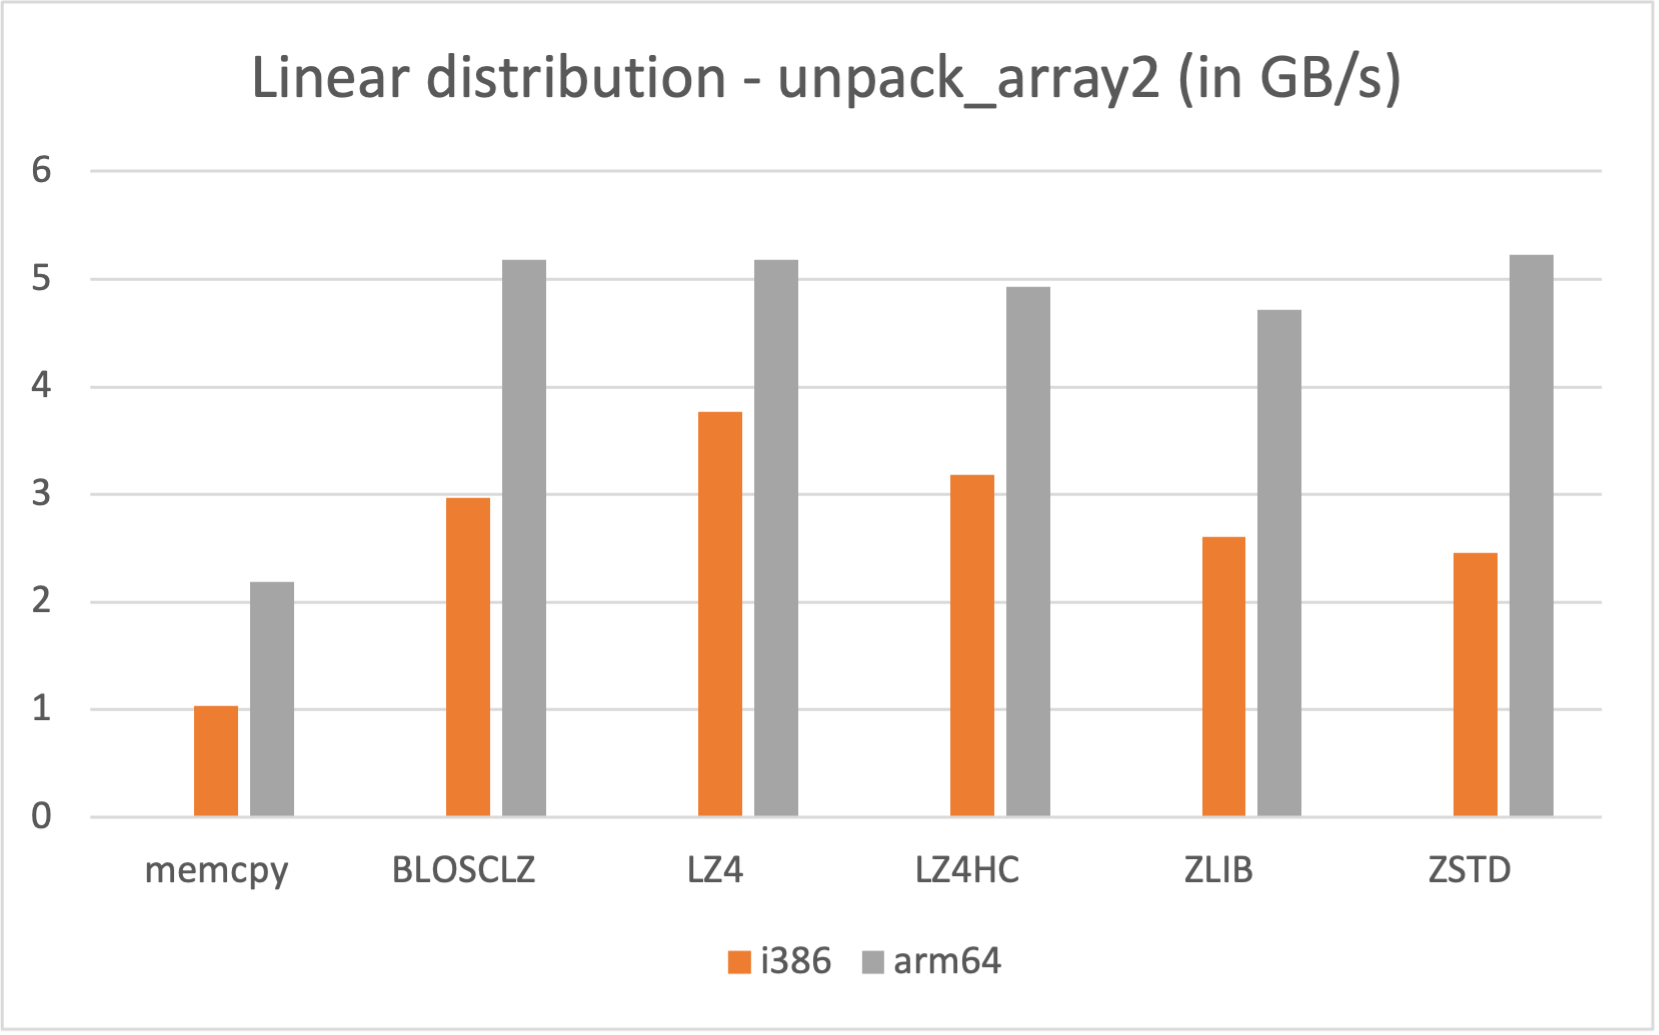 Linear distribution - unpack_array2 (in GB/s)
6
5
4
3
2
1
0
memcpy BLOSCLZ LZ4 LZ4HC ZLIB ZSTD
i386 arm64